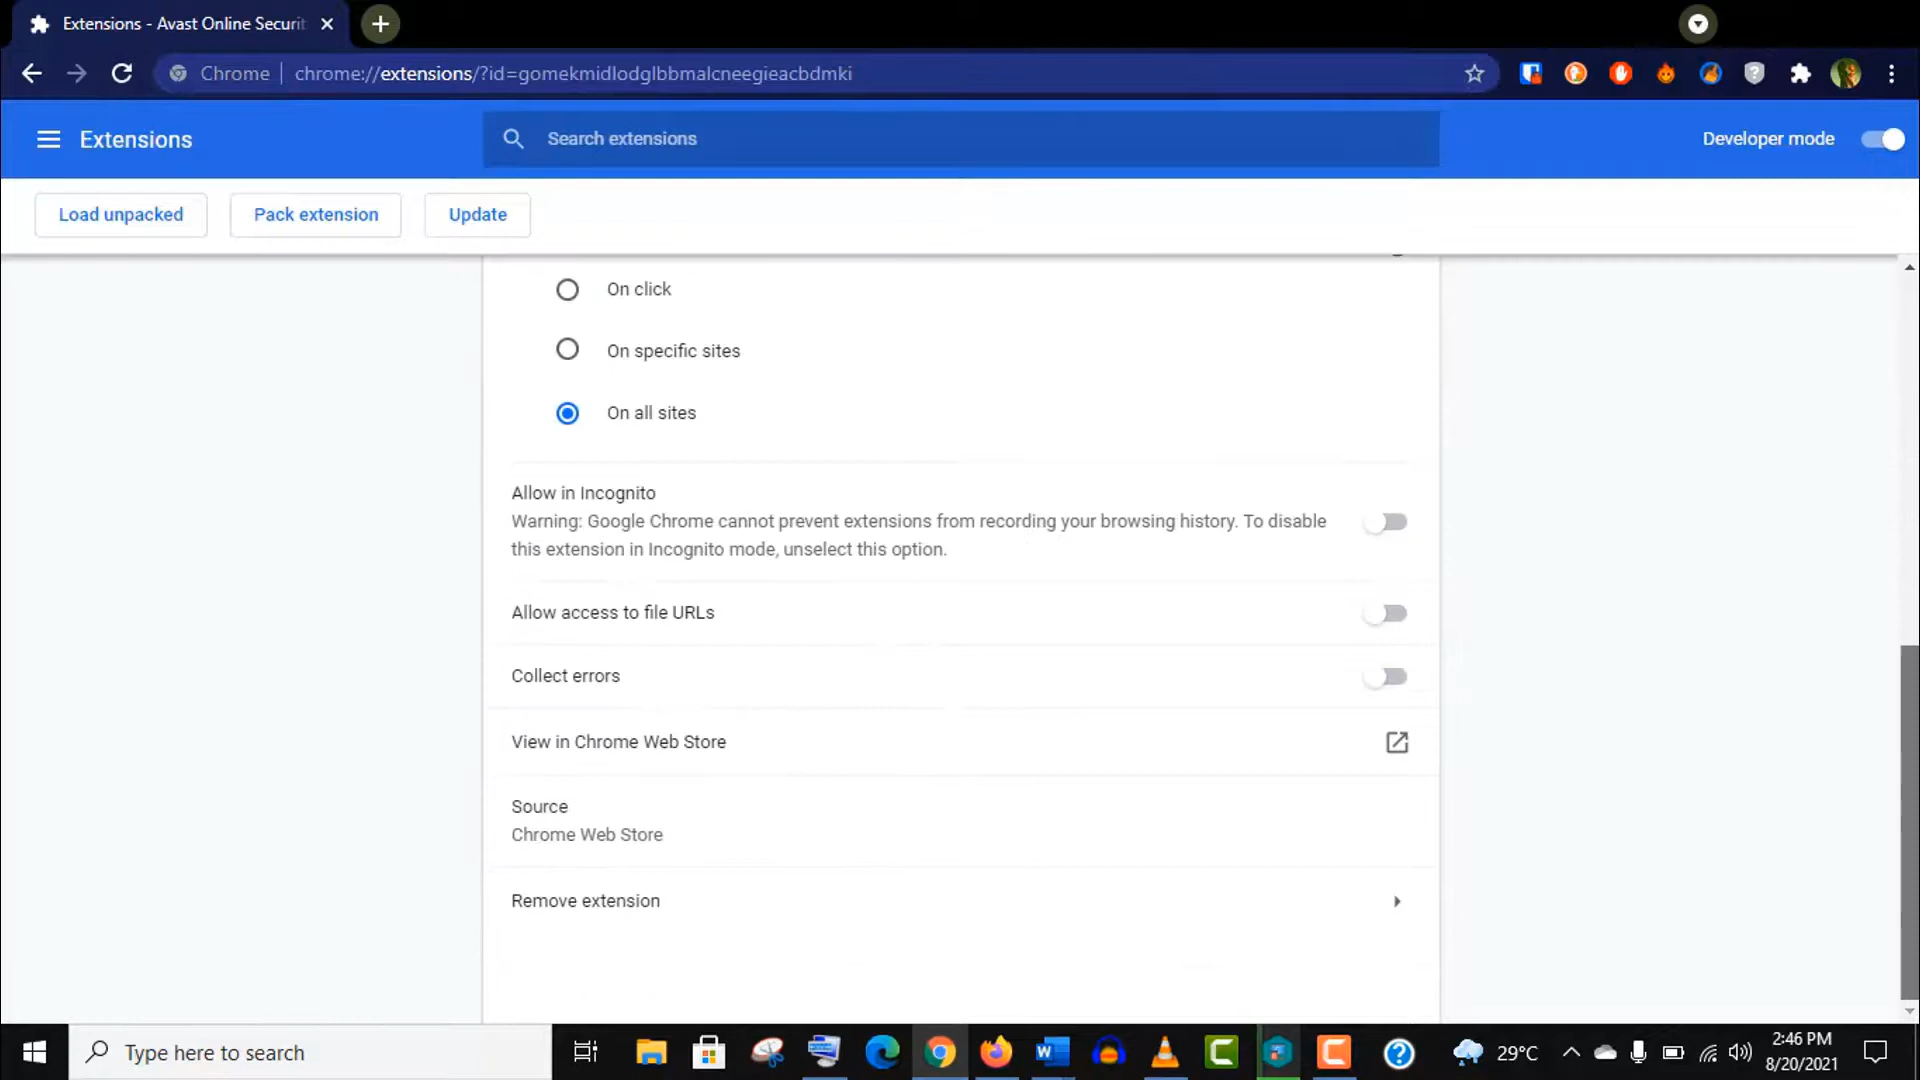 Extensions - Avast Online Securit
Chrome
chrome://extensions/?id=gomekmidlodglbbmalcneegieacbdmki
Extensions
Search extensions
Developer mode
Load unpacked
Pack extension
Update
On click
On specific sites
On all sites
Allow in Incognito
Warning: Google Chrome cannot prevent extensions from recording your browsing history. To disable
this extension in Incognito mode, unselect this option.
Allow access to file URLs
Collect errors
View in Chrome Web Store
Source
Chrome Web Store
Remove extension
Type here to search
29°C
2:46 PM
8/20/2021